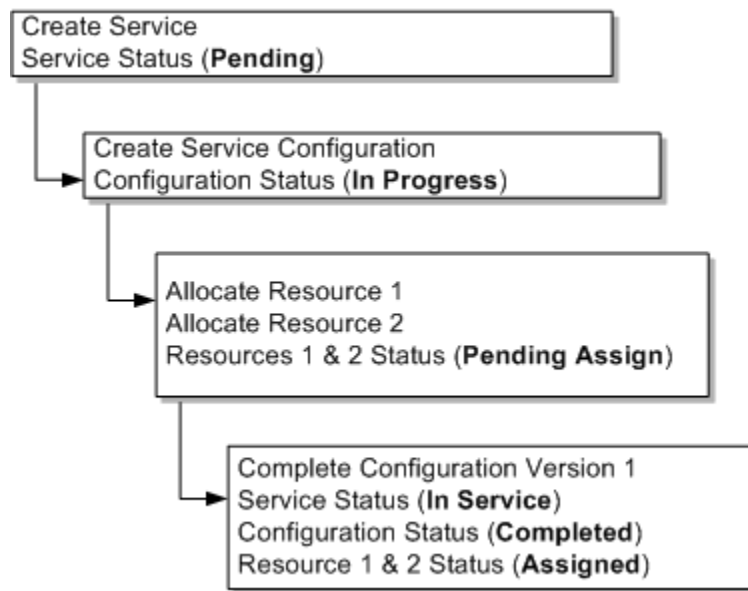 Create Service
Service Status (Pending)
Create Service Configuration
Configuration Status (In Progress)
Allocate Resource 1
Allocate Resource 2
Resources 1 & 2 Status (Pending Assign)
Complete Configuration Version 1
Service Status (In Service)
Configuration Status (Completed)
Resource 1 & 2 Status (Assigned)